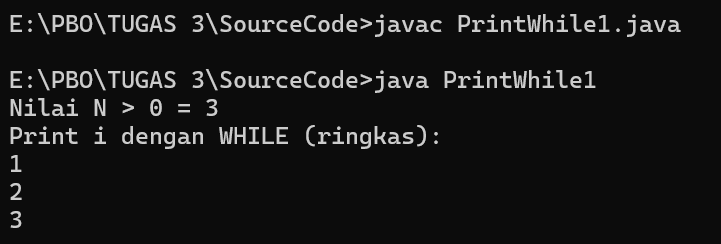 E:\PBO\TUGAS 3\SourceCode>javac PrintWhile1.java
E:\PBO\TUGAS 3\SourceCode>java PrintWhile1
Nilai N > 0 = 3
Print i dengan WHILE (ringkas):
1
2
3